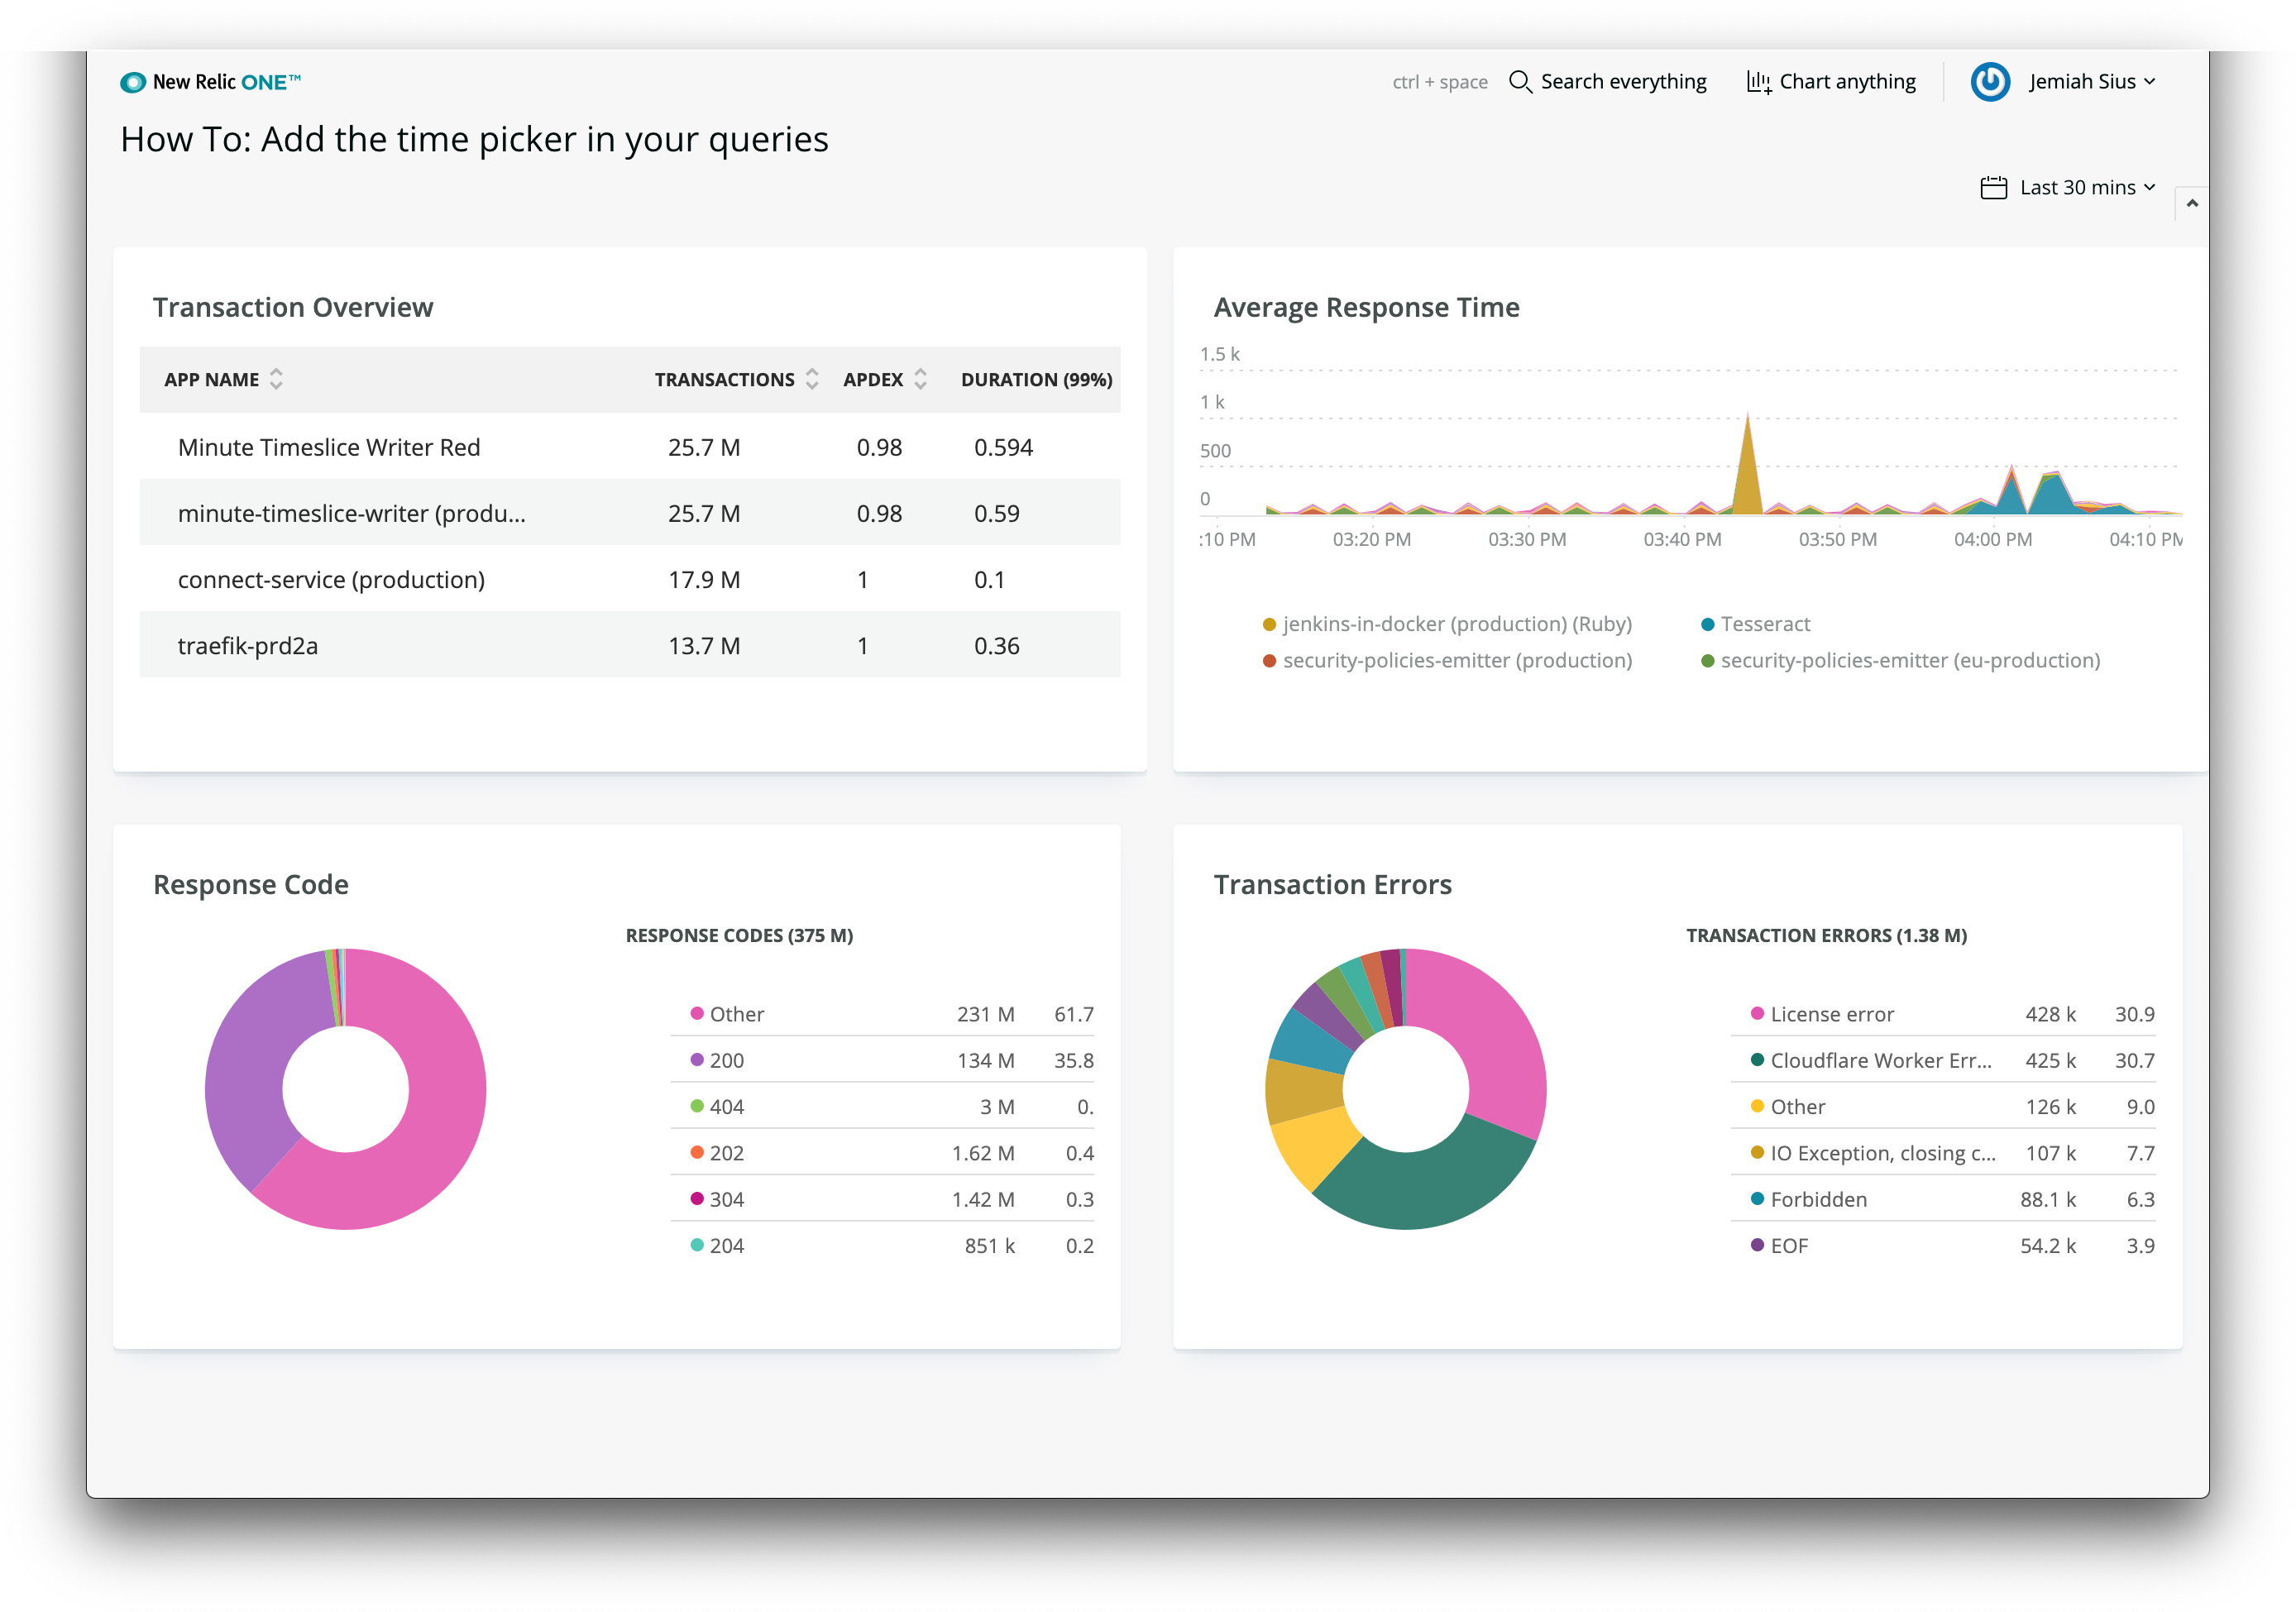 New Relic ONE™
ctrl + space Search everything Chart anything Jemiah Sius
How To: Add the time picker in your queries
Last 30 mins
Transaction Overview
APP NAME TRANSACTIONS APDEX DURATION (99%)
Minute Timeslice Writer Red 25.7 M 0.98 0.594
minute-timeslice-writer (produ... 25.7 M 0.98 0.59
connect-service (production) 17.9 M 1 0.1
traefik-prd2a 13.7 M 1 0.36
Average Response Time
1.5 k
1 k
500
0
:10 PM 03:20 PM 03:30 PM 03:40 PM 03:50 PM 04:00 PM 04:10 PM
jenkins-in-docker (production) (Ruby) Tesseract
security-policies-emitter (production) security-policies-emitter (eu-production)
Response Code
RESPONSE CODES (375 M)
Other 231 M 61.7
200 134 M 35.8
404 3 M 0.
202 1.62 M 0.4
304 1.42 M 0.3
204 851 k 0.2
Transaction Errors
TRANSACTION ERRORS (1.38 M)
License error 428 k 30.9
Cloudflare Worker Err... 425 k 30.7
Other 126 k 9.0
IO Exception, closing c... 107 k 7.7
Forbidden 88.1 k 6.3
EOF 54.2 k 3.9